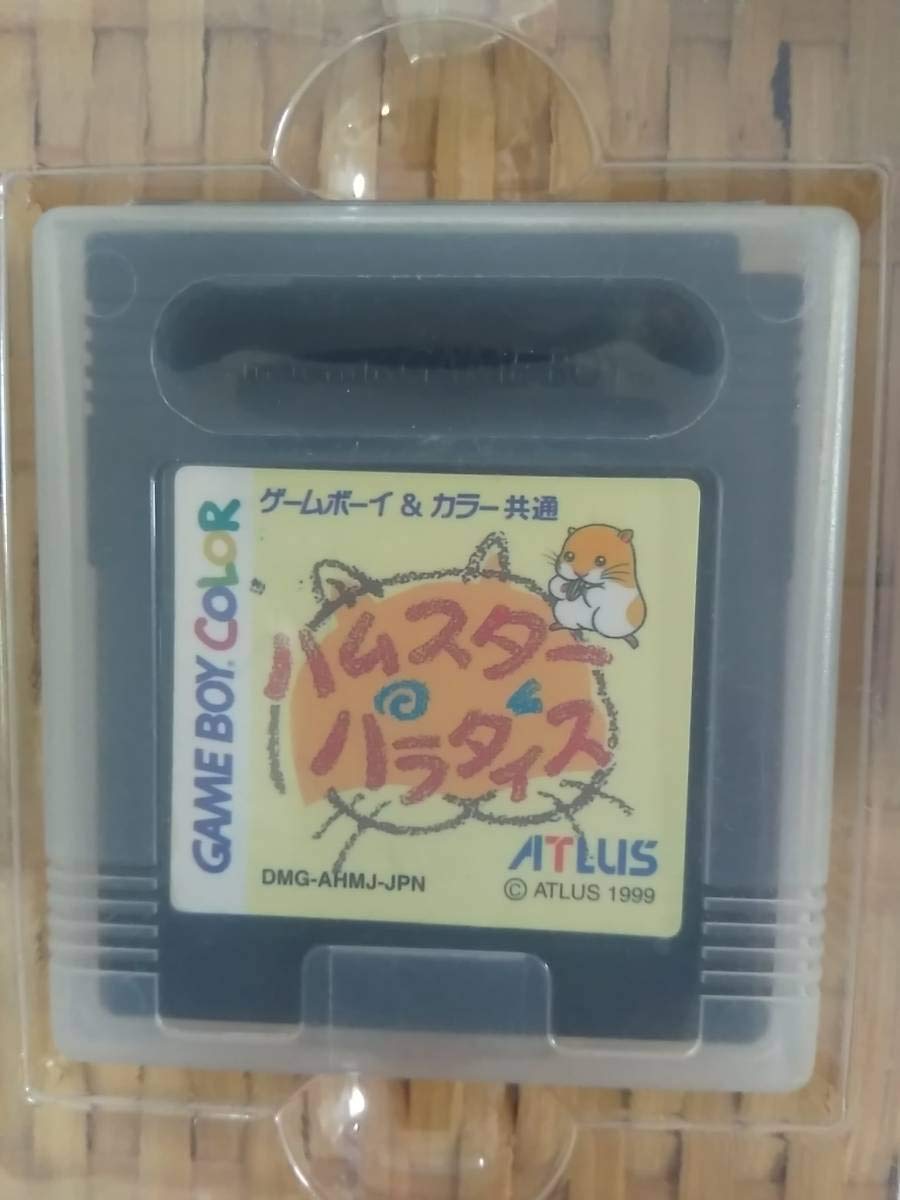 ゲームボーイ & カラー共通
GAME BOY COLOR
ハムスター
パラダイス
ATLUS
DMG-AHMJ-JPN
© ATLUS 1999